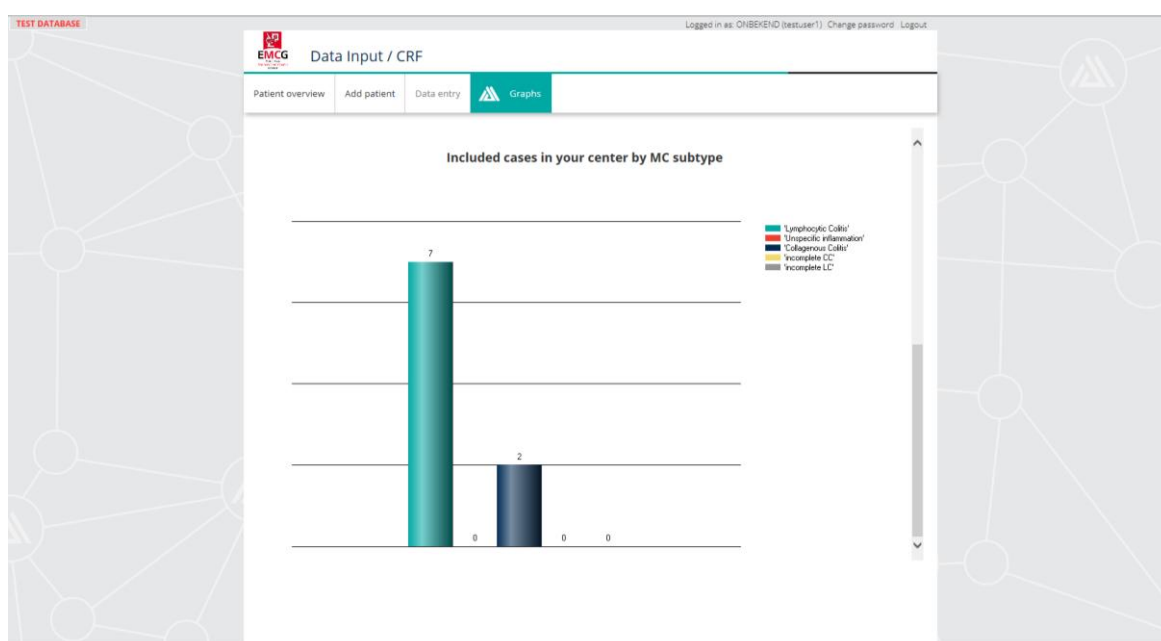 TEST DATABASE
Logged in as: ONBEKEND (testuser1) Change password Logout
EMCG
Data Input / CRF
Patient overview Add patient Data entry Graphs
Included cases in your center by MC subtype
'Lymphocytic Colitis'
'Unspecific inflammation'
'Collagenous Colitis'
'incomplete CC'
'incomplete LC'
7
2
0
0
0